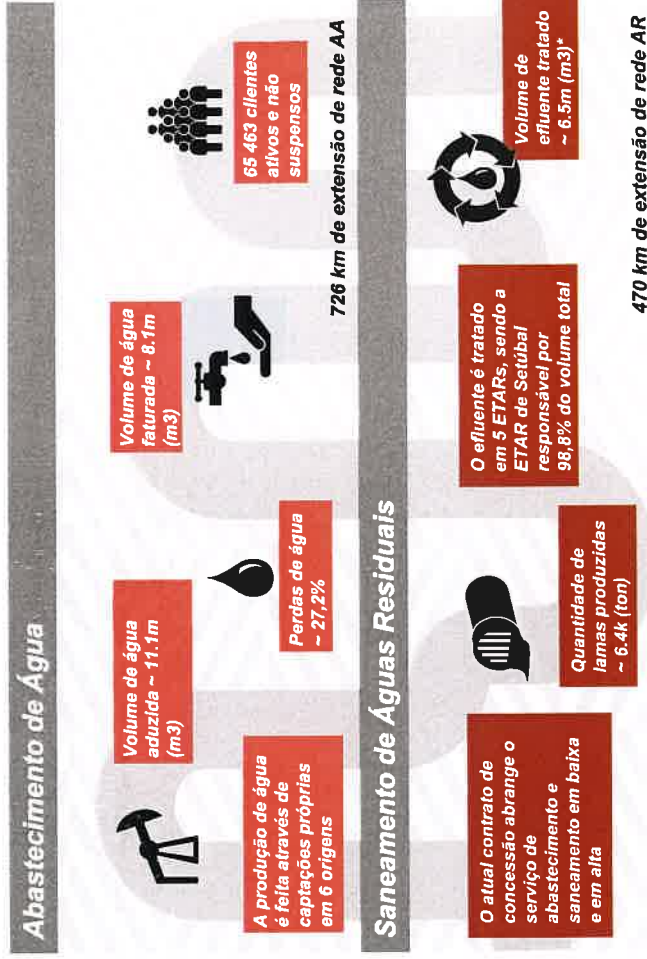 Abastecimento de Água
Volume de água
aduzida ~ 11.1m
(m3)
A produção de água
é feita através de
captações próprias
em 6 origens
Perdas de água
~ 27,2%
Volume de água
faturada ~ 8.1m
(m3)
65 463 clientes
ativos e não
suspensos
726 km de extensão de rede AA
Saneamento de Águas Residuais
O atual contrato de
concessão abrange o
serviço de
abastecimento e
saneamento em baixa
e em alta
Quantidade de
lamas produzidas
~ 6.4k (ton)
O efluente é tratado
em 5 ETARs, sendo a
ETAR de Setúbal
responsável por
98,8% do volume total
Volume de
efluente tratado
~ 6.5m (m3)*
470 km de extensão de rede AR